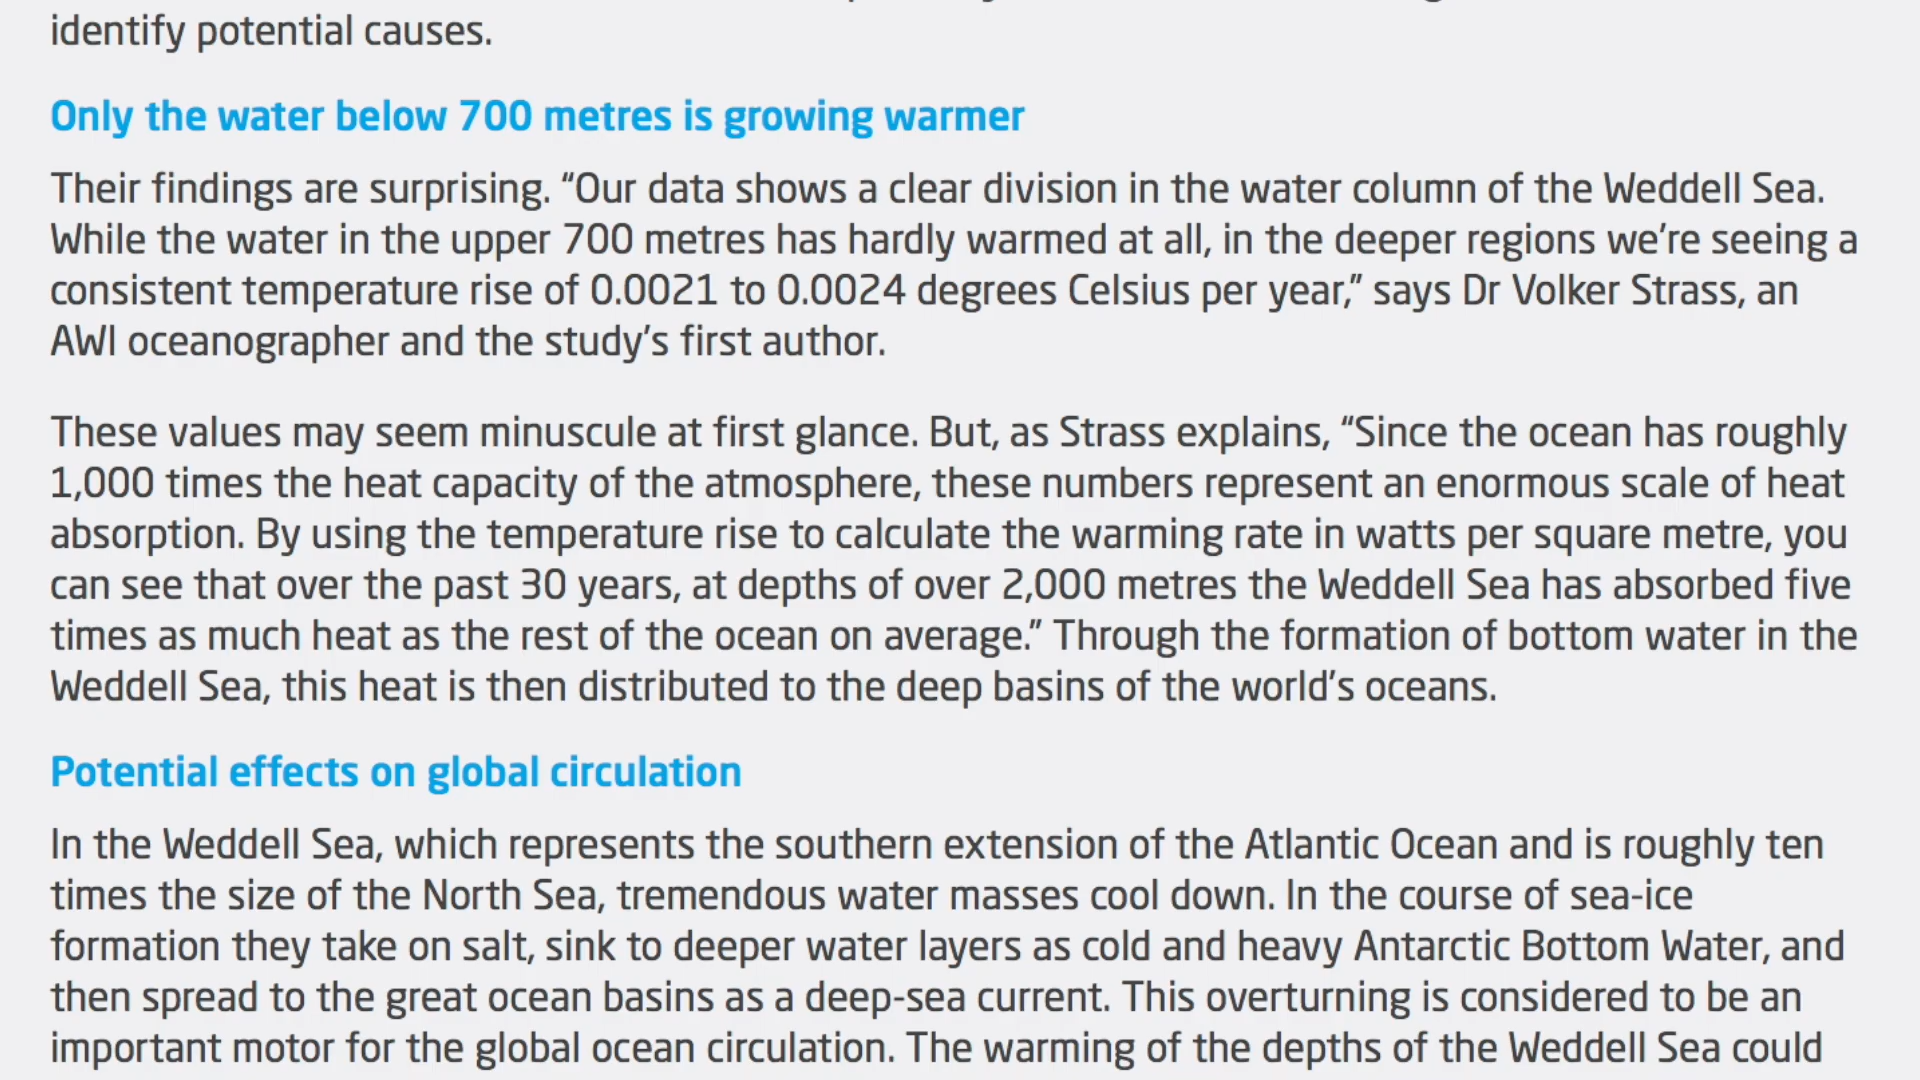 identify potential causes.
Only the water below 700 metres is growing warmer
Their findings are surprising. “Our data shows a clear division in the water column of the Weddell Sea.
While the water in the upper 700 metres has hardly warmed at all, in the deeper regions we’re seeing a
consistent temperature rise of 0.0021 to 0.0024 degrees Celsius per year,” says Dr Volker Strass, an
AWI oceanographer and the study’s first author.
These values may seem minuscule at first glance. But, as Strass explains, “Since the ocean has roughly
1,000 times the heat capacity of the atmosphere, these numbers represent an enormous scale of heat
absorption. By using the temperature rise to calculate the warming rate in watts per square metre, you
can see that over the past 30 years, at depths of over 2,000 metres the Weddell Sea has absorbed five
times as much heat as the rest of the ocean on average.” Through the formation of bottom water in the
Weddell Sea, this heat is then distributed to the deep basins of the world’s oceans.
Potential effects on global circulation
In the Weddell Sea, which represents the southern extension of the Atlantic Ocean and is roughly ten
times the size of the North Sea, tremendous water masses cool down. In the course of sea-ice
formation they take on salt, sink to deeper water layers as cold and heavy Antarctic Bottom Water, and
then spread to the great ocean basins as a deep-sea current. This overturning is considered to be an
important motor for the global ocean circulation. The warming of the depths of the Weddell Sea could